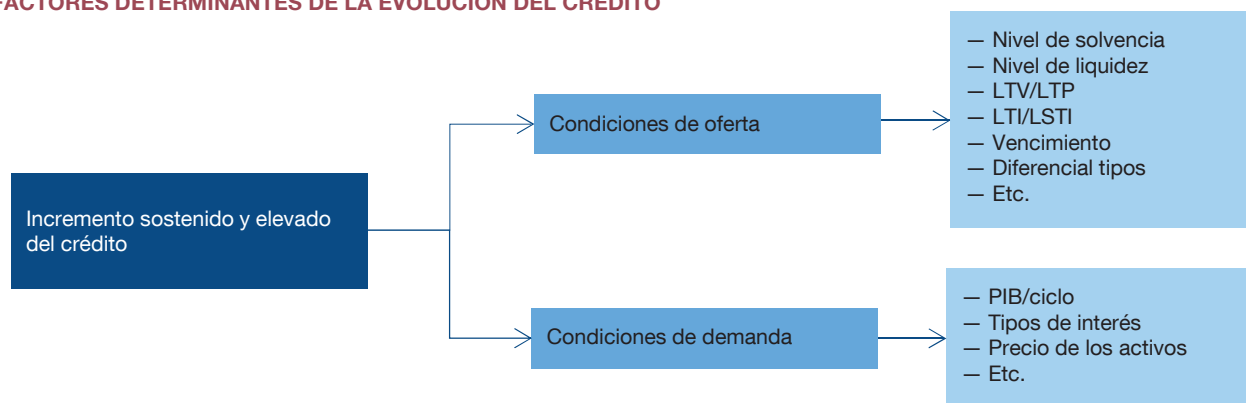 FACTORES DETERMINANTES DE LA EVOLUCIÓN DEL CRÉDITO
Incremento sostenido y elevado
del crédito
Condiciones de oferta
— Nivel de solvencia
— Nivel de liquidez
— LTV/LTP
— LTI/LSTI
— Vencimiento
— Diferencial tipos
— Etc.
Condiciones de demanda
— PIB/ciclo
— Tipos de interés
— Precio de los activos
— Etc.